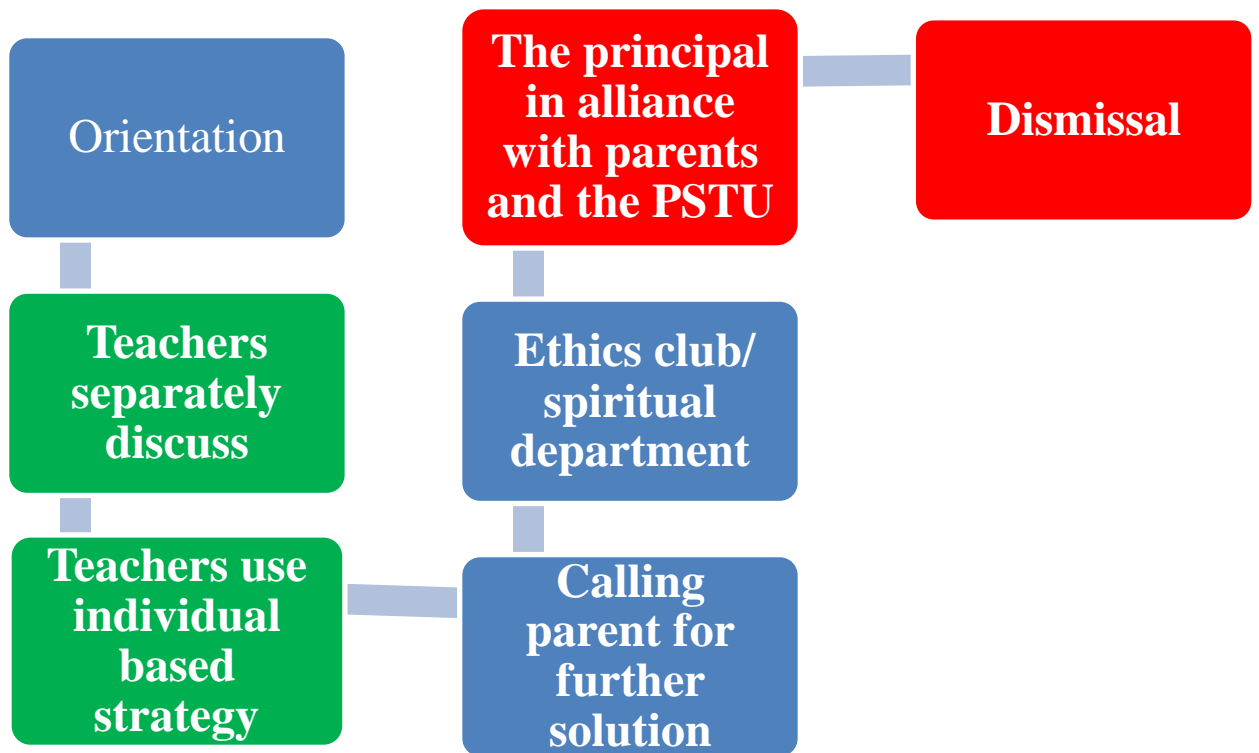 Orientation
Teachers
separately
discuss
Teachers use
individual
based
strategy
Calling
parent for
further
solution
Ethics club/
spiritual
department
The principal
in alliance
with parents
and the PSTU
Dismissal